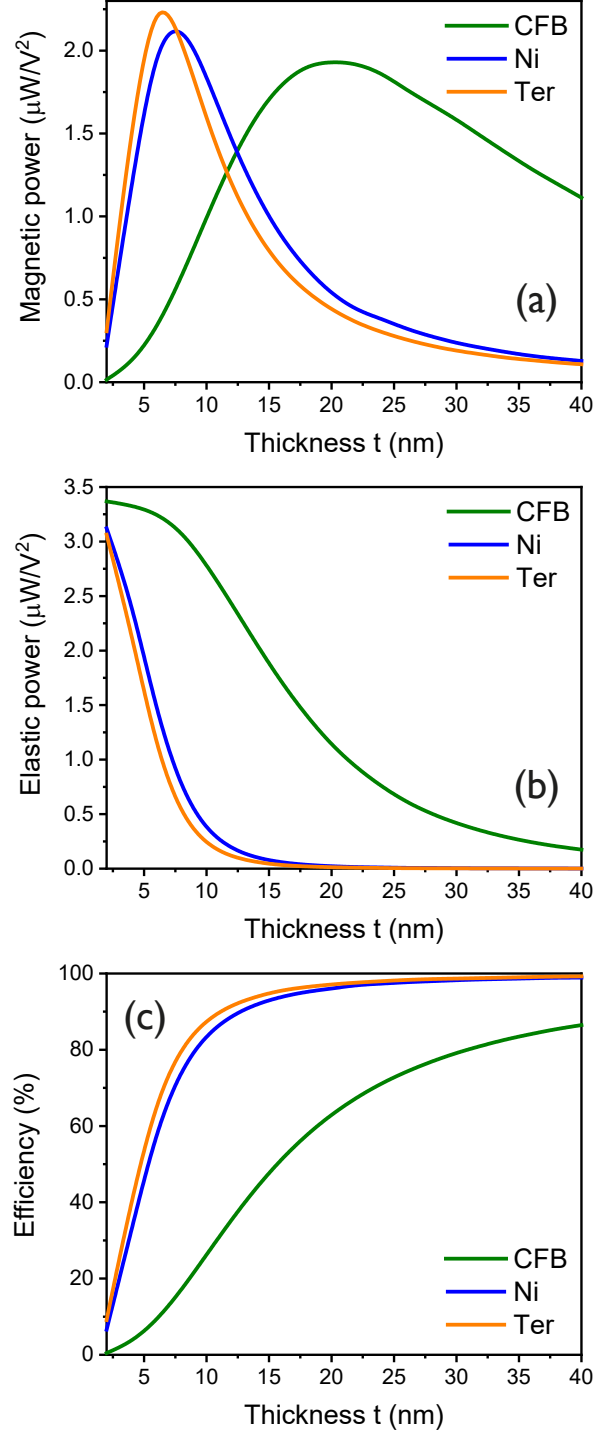 Magnetic power (μW/V²)
2.0
1.5
1.0
0.5
0.0
CFB
Ni
Ter
(a)
5 10 15 20 25 30 35 40
Thickness t (nm)
Elastic power (μW/V²)
3.5
3.0
2.5
2.0
1.5
1.0
0.5
0.0
CFB
Ni
Ter
(b)
5 10 15 20 25 30 35 40
Thickness t (nm)
Efficiency (%)
100
80
60
40
20
0
(c)
CFB
Ni
Ter
5 10 15 20 25 30 35 40
Thickness t (nm)